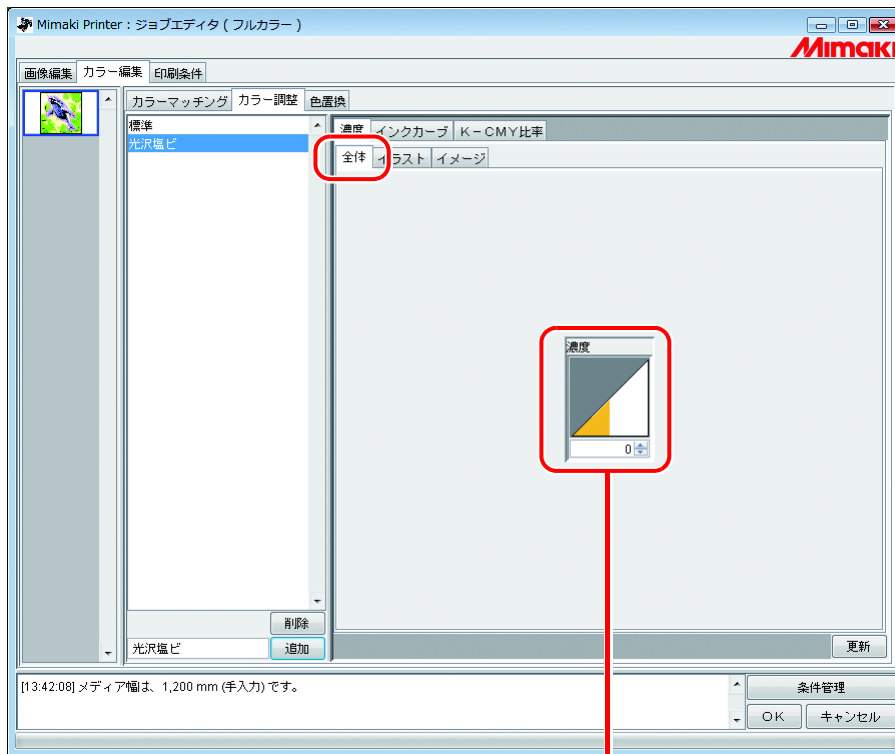 Mimaki Printer : ジョブエディタ ( フルカラー )
Mimaki
画像編集 カラー編集 印刷条件
カラーマッチング カラー調整 色置換
標準
光沢塩ビ
濃度 インクカーブ K－CMY比率
全体 イラスト イメージ
濃度
0
削除
光沢塩ビ 追加
更新
[13:42:08] メディア幅は、1,200 mm (手入力) です。
条件管理
OK キャンセル